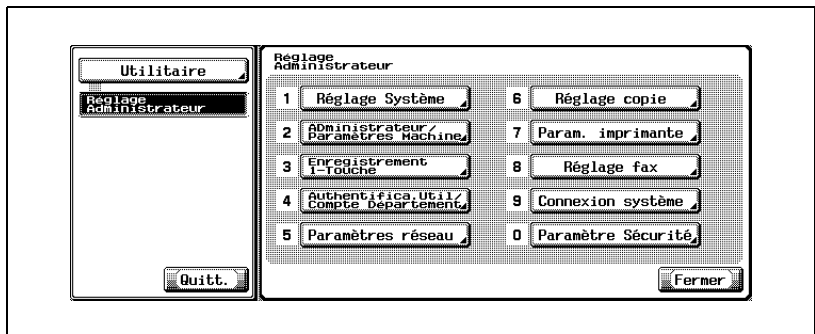 Utilitaire
Réglage
Administrateur
Quitt.
Réglage
Administrateur
1 Réglage Système
2 ADministrateur/
Paramètres Machine
3 Enregistrement
1-Touche
4 Authentifica.Util/
Compte Département
5 Paramètres réseau
6 Réglage copie
7 Param. imprimante
8 Réglage fax
9 Connexion système
0 Paramètre Sécurité
Fermer